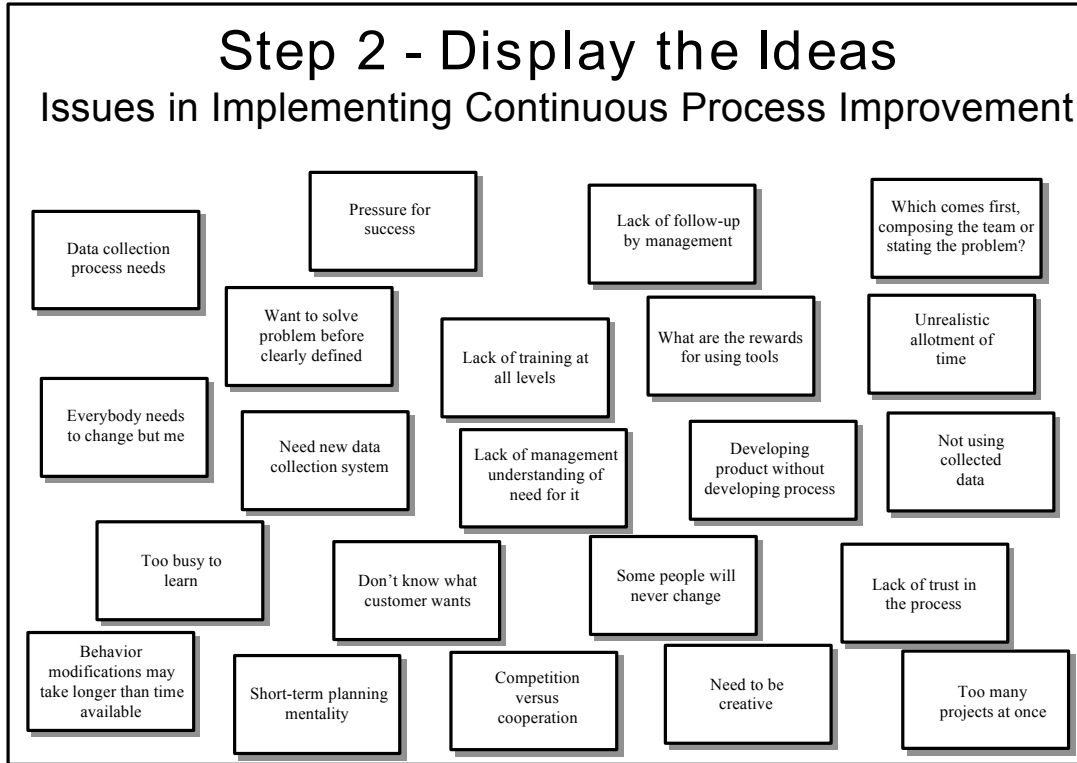 Step 2 - Display the Ideas
Issues in Implementing Continuous Process Improvement
Data collection
process needs
Pressure for
success
Lack of follow-up
by management
Which comes first,
composing the team or
stating the problem?
Want to solve
problem before
clearly defined
Lack of training at
all levels
What are the rewards
for using tools
Unrealistic
allotment of
time
Everybody needs
to change but me
Need new data
collection system
Lack of management
understanding of
need for it
Developing
product without
developing process
Not using
collected
data
Too busy to
learn
Don’t know what
customer wants
Some people will
never change
Lack of trust in
the process
Behavior
modifications may
take longer than time
available
Short-term planning
mentality
Competition
versus
cooperation
Need to be
creative
Too many
projects at once